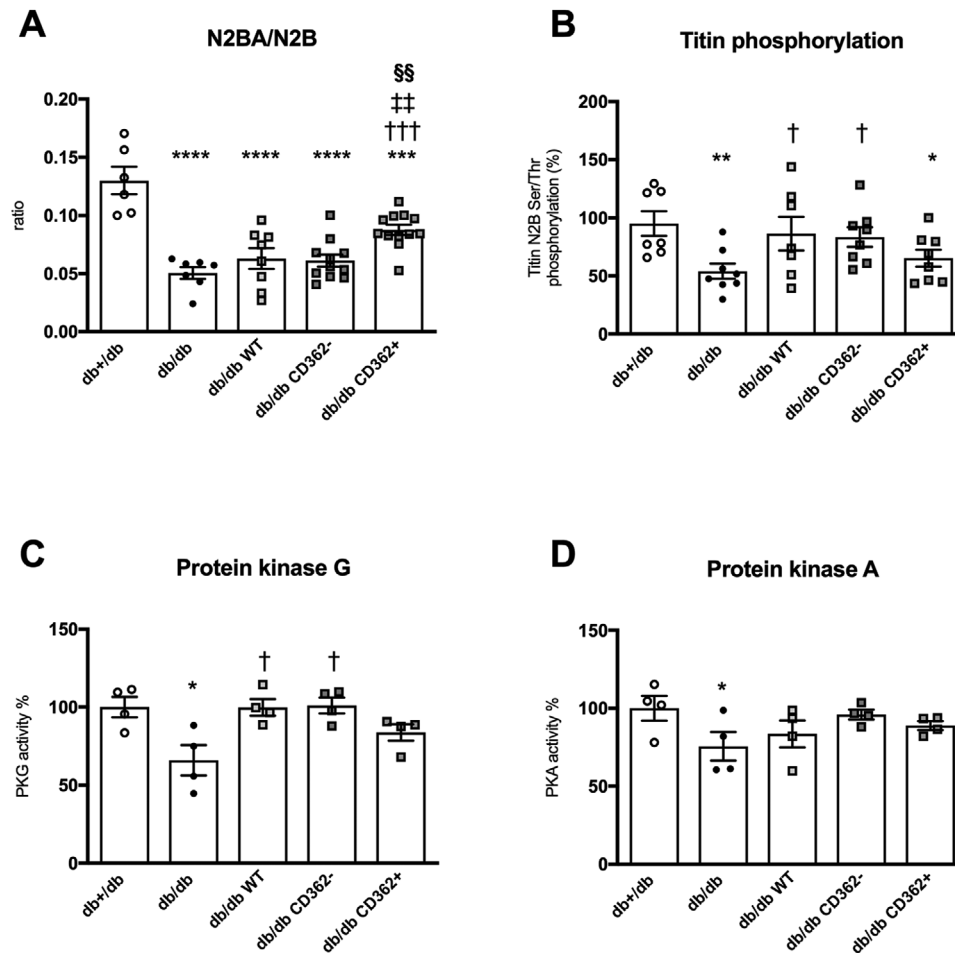 A
N2BA/N2B
§§
‡‡
†††
**** **** **** ***
ratio
0.20
0.15
0.10
0.05
0.00
db+/db
db/db
db/db WT
db/db CD362-
db/db CD362+
B
Titin phosphorylation
† †
** *
Titin N2B Ser/Thr
phosphorylation (%)
200
150
100
50
0
db+/db
db/db
db/db WT
db/db CD362-
db/db CD362+
C
Protein kinase G
* † †
PKG activity %
150
100
50
0
db+/db
db/db
db/db WT
db/db CD362-
db/db CD362+
D
Protein kinase A
*
PKA activity %
150
100
50
0
db+/db
db/db
db/db WT
db/db CD362-
db/db CD362+